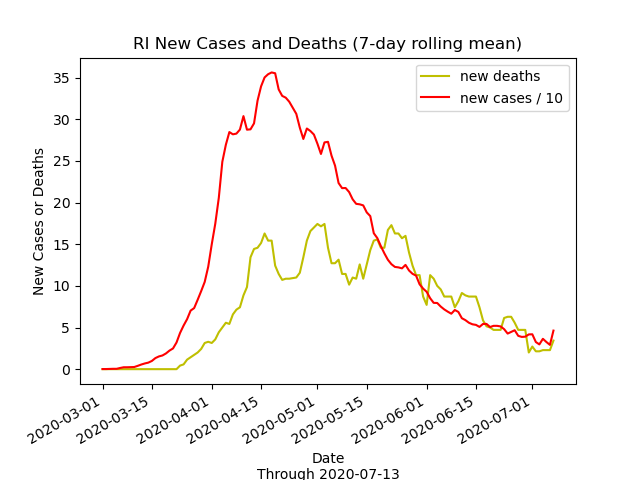 RI New Cases and Deaths (7-day rolling mean)
new deaths
new cases / 10
35
30
25
20
15
10
5
0
New Cases or Deaths
2020-03-01
2020-03-15
2020-04-01
2020-04-15
2020-05-01
2020-05-15
2020-06-01
2020-06-15
2020-07-01
Date
Through 2020-07-13